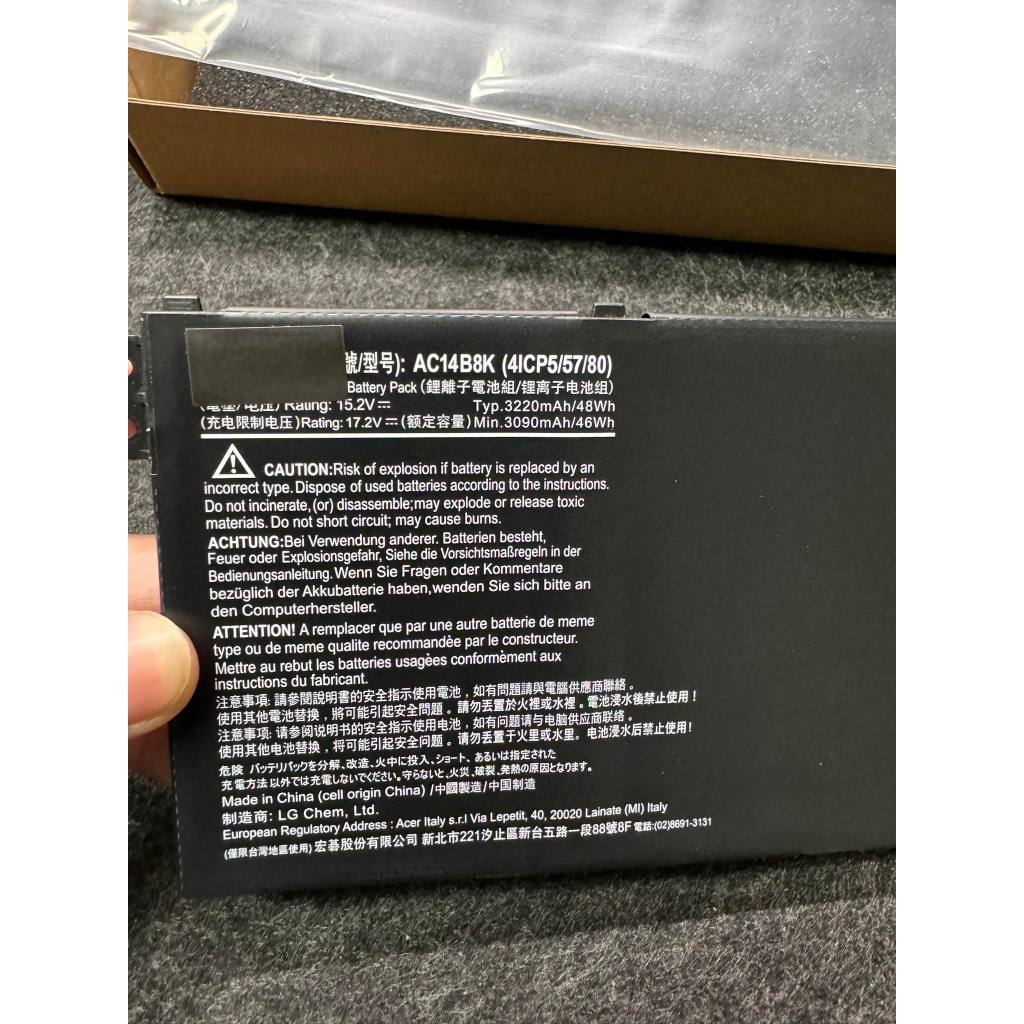 號/型号): AC14B8K (4ICP5/57/80)
Battery Pack (鋰離子電池組/锂离子电池组)
Rating: 15.2V⎓ Typ.3220mAh/48Wh
(充电限制电压)Rating: 17.2V⎓(额定容量)Min.3090mAh/46Wh
CAUTION:Risk of explosion if battery is replaced by an
incorrect type. Dispose of used batteries according to the instructions.
Do not incinerate, (or) disassemble;may explode or release toxic
materials. Do not short circuit; may cause burns.
ACHTUNG:Bei Verwendung anderer. Batterien besteht,
Feuer oder Explosionsgefahr, Siehe die Vorsichtsmaßregeln in der
Bedienungsanleitung. Wenn Sie Fragen oder Kommentare
bezüglich der Akkubatterie haben,wenden Sie sich bitte an
den Computerhersteller.
ATTENTION! A remplacer que par une autre batterie de meme
type ou de meme qualite recommandèe par le constructeur.
Mettre au rebut les batteries usagèes conformèment aux
instructions du fabricant.
注意事項: 請參閱說明書的安全指示使用電池，如有問題請與電腦供應商聯絡。
使用其他電池替換，將可能引起安全問題。請勿丟置於火裡或水裡。電池浸水後禁止使用！
注意事项: 请参阅说明书的安全指示使用电池，如有问题请与电脑供应商联络。
使用其他电池替换，将可能引起安全问题。请勿丢置于火里或水里。电池浸水后禁止使用！
危険 バッテリパックを分解、改造、火中に投入、ショート、あるいは指定された
充電方法以外では充電しないでください。守らないと、火災、破裂、発熱の原因となります。
Made in China (cell origin China) /中國製造/中国制造
制造商: LG Chem, Ltd.
European Regulatory Address : Acer Italy s.r.l Via Lepetit, 40, 20020 Lainate (MI) Italy
(僅限台灣地區使用) 宏碁股份有限公司 新北市221汐止區新台五路一段88號8F 電話:(02)8691-3131